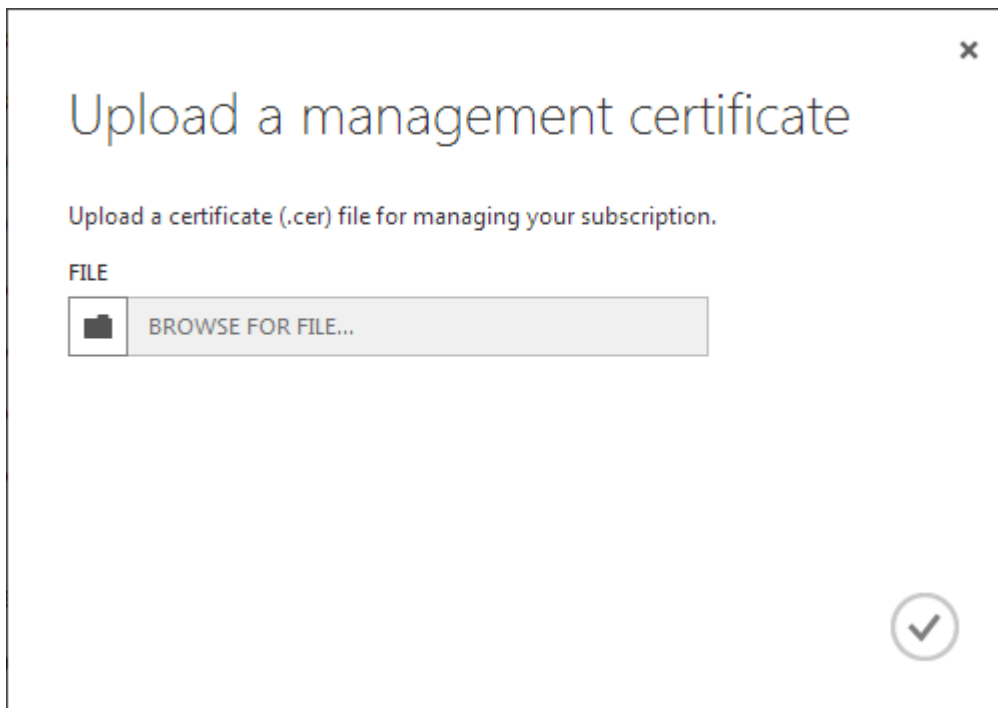 Upload a management certificate
Upload a certificate (.cer) file for managing your subscription.
FILE
BROWSE FOR FILE...